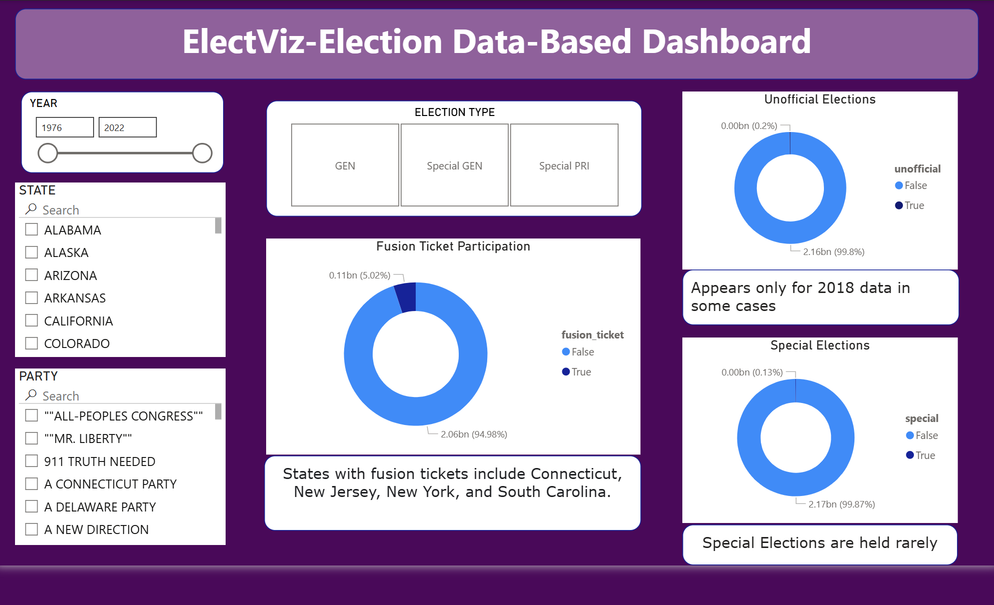 ElectViz-Election Data-Based Dashboard
YEAR
1976
2022
STATE
Search
ALABAMA
ALASKA
ARIZONA
ARKANSAS
CALIFORNIA
COLORADO
PARTY
Search
""ALL-PEOPLES CONGRESS""
""MR. LIBERTY""
911 TRUTH NEEDED
A CONNECTICUT PARTY
A DELAWARE PARTY
A NEW DIRECTION
ELECTION TYPE
GEN
Special GEN
Special PRI
Fusion Ticket Participation
0.11bn (5.02%)
2.06bn (94.98%)
fusion_ticket
False
True
States with fusion tickets include Connecticut,
New Jersey, New York, and South Carolina.
Unofficial Elections
0.00bn (0.2%)
2.16bn (99.8%)
unofficial
False
True
Appears only for 2018 data in
some cases
Special Elections
0.00bn (0.13%)
2.17bn (99.87%)
special
False
True
Special Elections are held rarely